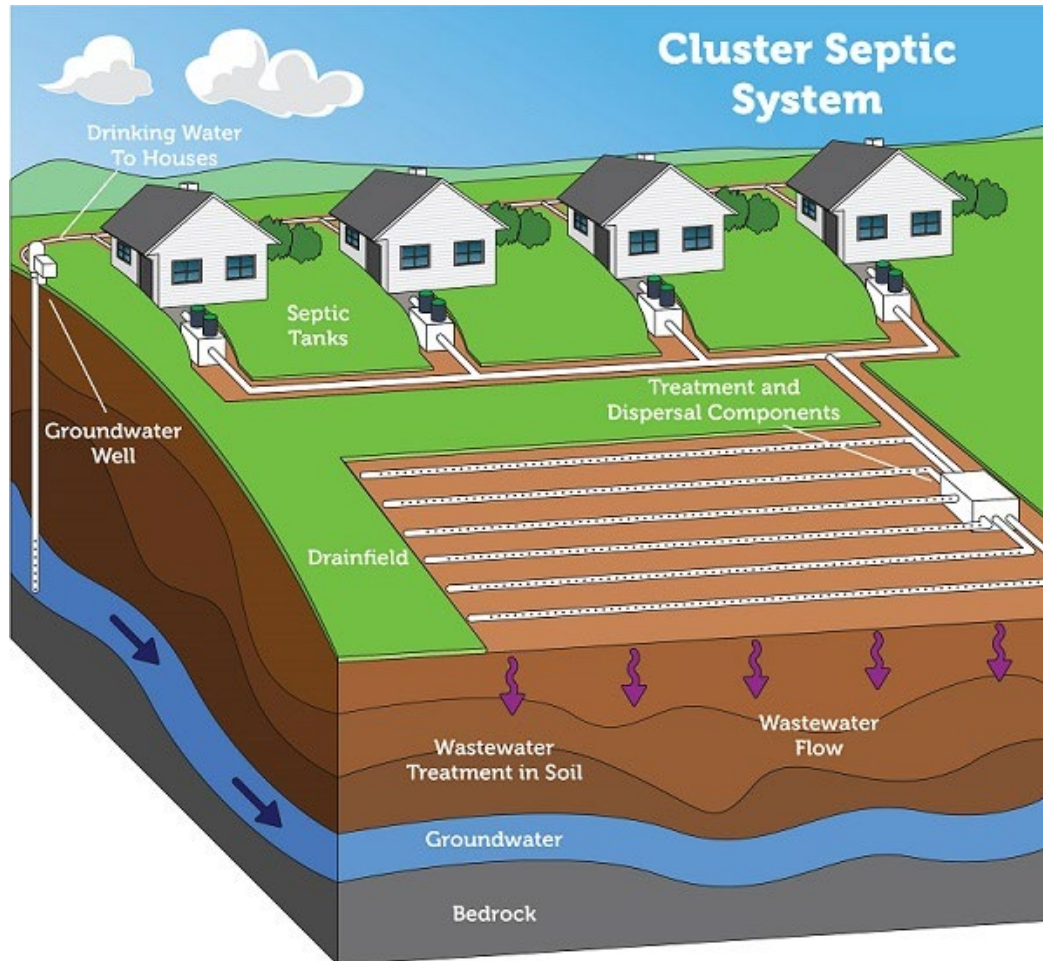 Cluster Septic
System
Drinking Water
To Houses
Septic
Tanks
Treatment and
Dispersal Components
Groundwater
Well
Drainfield
Wastewater
Flow
Wastewater
Treatment in Soil
Groundwater
Bedrock